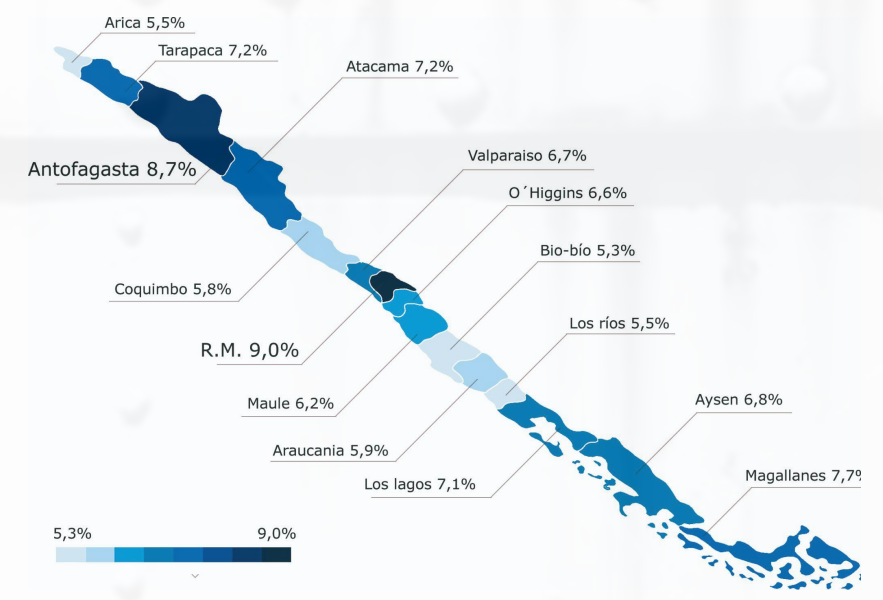 Arica 5,5%
Tarapaca 7,2%
Atacama 7,2%
Antofagasta 8,7%
Valparaiso 6,7%
O´Higgins 6,6%
Bio-bío 5,3%
Coquimbo 5,8%
Los ríos 5,5%
R.M. 9,0%
Maule 6,2%
Aysen 6,8%
Araucania 5,9%
Los lagos 7,1%
Magallanes 7,7%
5,3%
9,0%